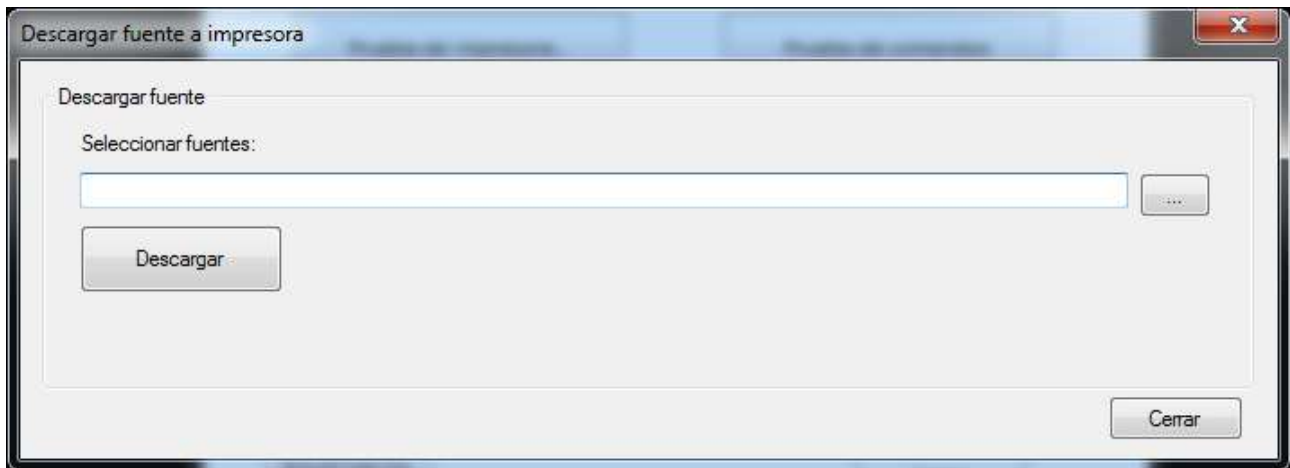 Descargar fuente a impresora
Descargar fuente
Seleccionar fuentes:
...
Descargar
Cerrar